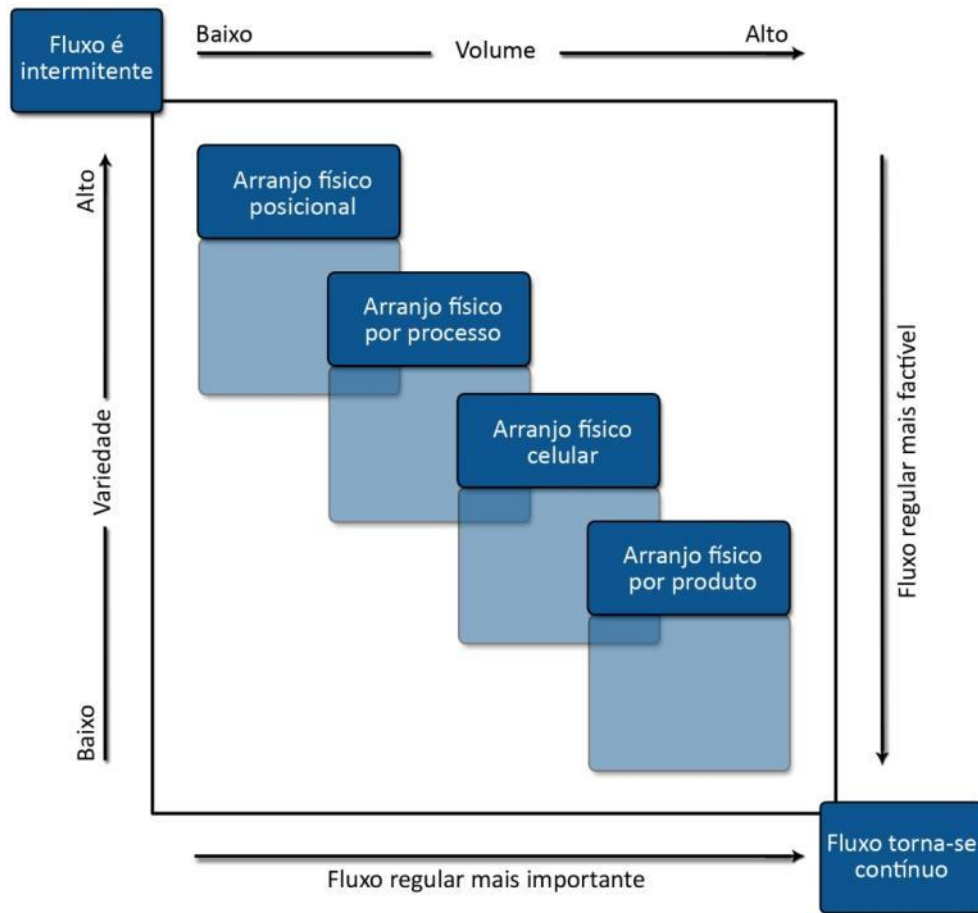 Fluxo é
intermitente
Baixo
Volume
Alto
Alto
Variedade
Baixo
Arranjo físico
posicional
Arranjo físico
por processo
Arranjo físico
celular
Arranjo físico
por produto
Fluxo regular mais factível
Fluxo regular mais importante
Fluxo torna-se
contínuo